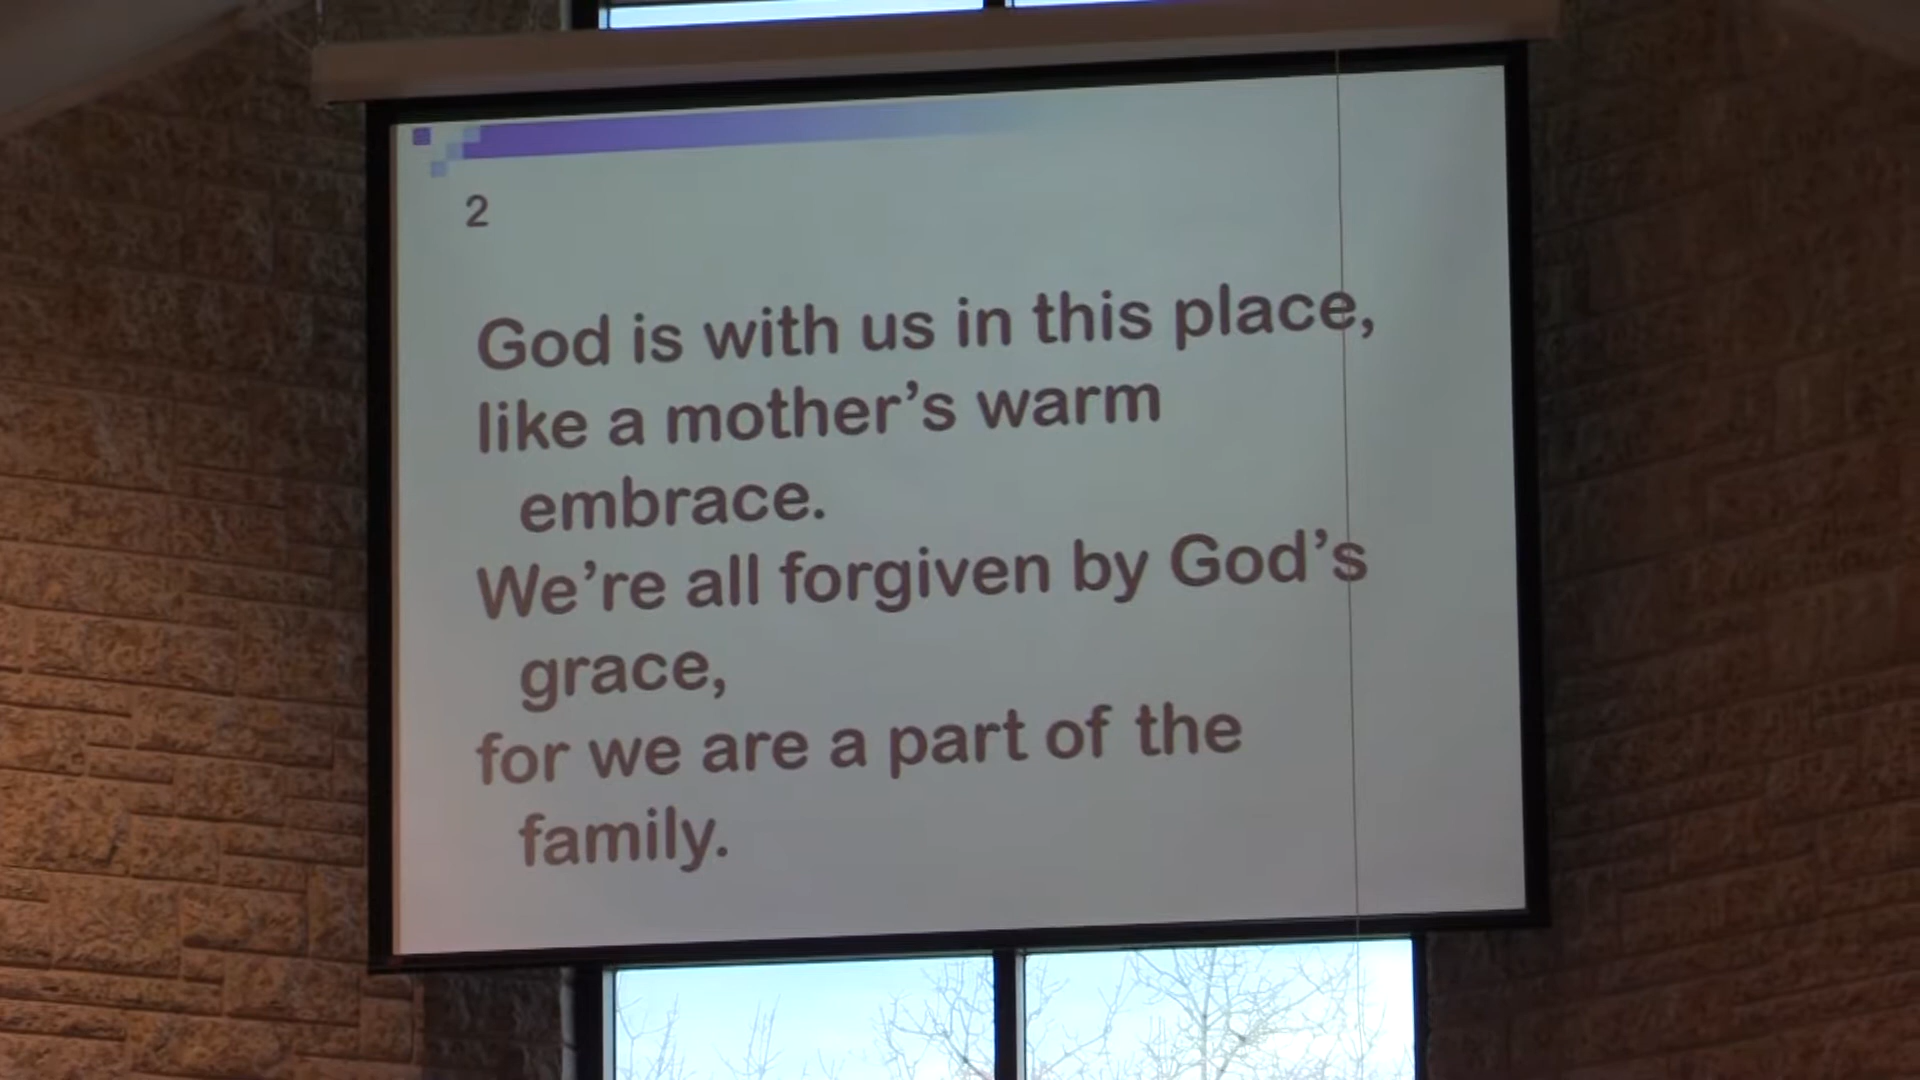 2
God is with us in this place,
like a mother’s warm
embrace.
We’re all forgiven by God’s
grace,
for we are a part of the
family.